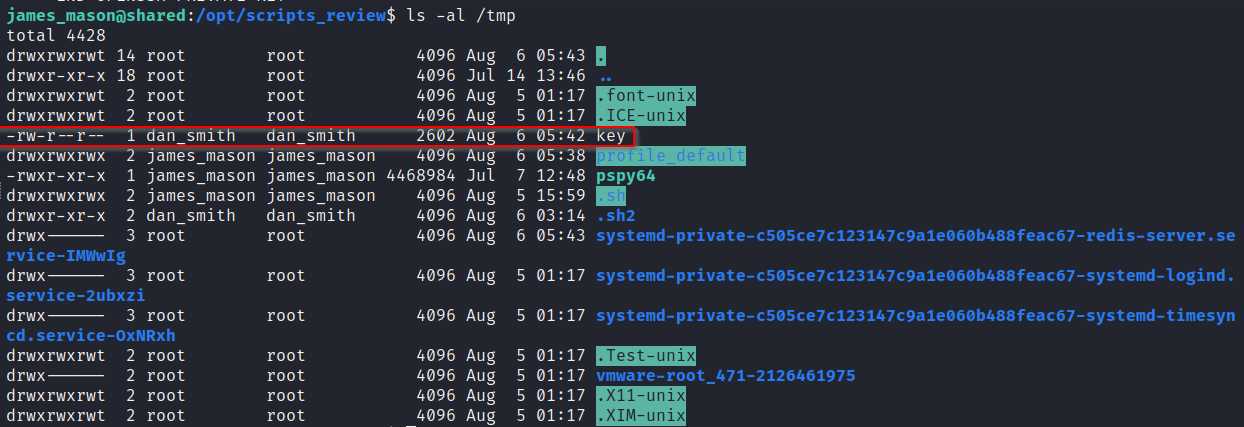 james_mason@shared:/opt/scripts_review$ ls -al /tmp
total 4428
drwxrwxrwt 14 root        root           4096 Aug  6 05:43 .
drwxr-xr-x 18 root        root           4096 Jul 14 13:46 ..
drwxrwxrwt  2 root        root           4096 Aug  5 01:17 .font-unix
drwxrwxrwt  2 root        root           4096 Aug  5 01:17 .ICE-unix
-rw-r--r--  1 dan_smith   dan_smith      2602 Aug  6 05:42 key
drwxrwxrwx  2 james_mason james_mason    4096 Aug  6 05:38 profile_default
-rwxr-xr-x  1 james_mason james_mason 4468984 Jul  7 12:48 pspy64
drwxrwxrwx  2 james_mason james_mason    4096 Aug  5 15:59 .sh
drwxr-xr-x  2 dan_smith   dan_smith      4096 Aug  6 03:14 .sh2
drwx------  3 root        root           4096 Aug  6 05:43 systemd-private-c505ce7c123147c9a1e060b488feac67-redis-server.se
rvice-IMWwIg
drwx------  3 root        root           4096 Aug  5 01:17 systemd-private-c505ce7c123147c9a1e060b488feac67-systemd-logind.
service-2ubxzi
drwx------  3 root        root           4096 Aug  5 01:17 systemd-private-c505ce7c123147c9a1e060b488feac67-systemd-timesyn
cd.service-OxNRxh
drwxrwxrwt  2 root        root           4096 Aug  5 01:17 .Test-unix
drwx------  2 root        root           4096 Aug  5 01:17 vmware-root_471-2126461975
drwxrwxrwt  2 root        root           4096 Aug  5 01:17 .X11-unix
drwxrwxrwt  2 root        root           4096 Aug  5 01:17 .XIM-unix